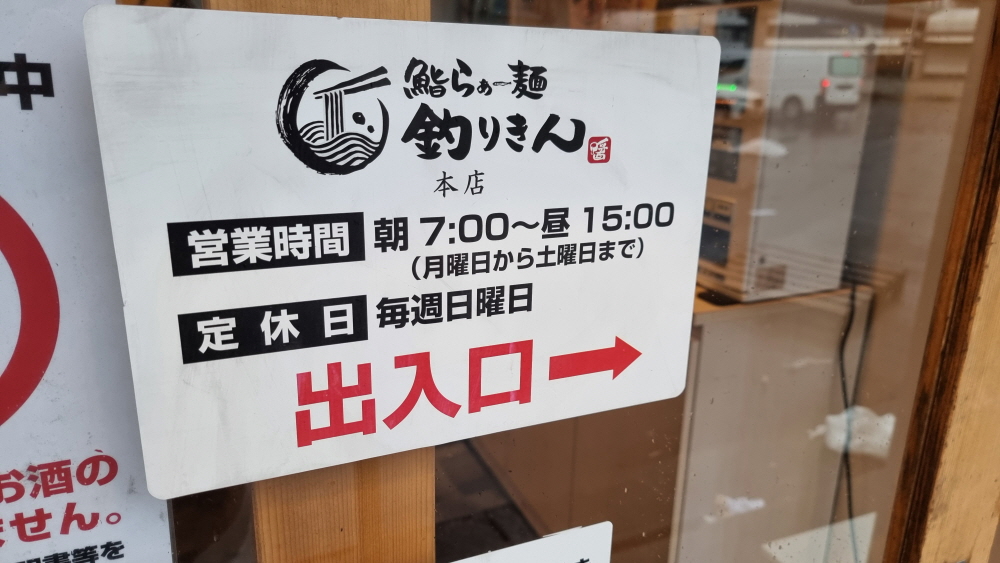 中
鮨らぁー麺
釣りきん
本店
営業時間 朝 7:00～昼 15:00
(月曜日から土曜日まで)
定休日 毎週日曜日
出入口→
お酒の
ません。